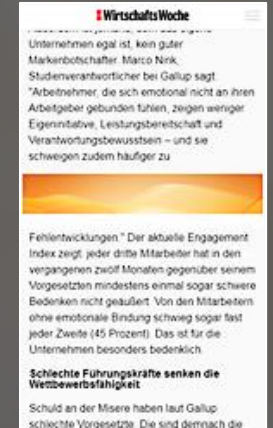 WirtschaftsWoche
Unternehmen egal ist, kein guter
Markenbotschafter. Marco Nink,
Studienverantwortlicher bei Gallup sagt:
"Arbeitnehmer, die sich emotional nicht an ihren
Arbeitgeber gebunden fühlen, zeigen weniger
Eigeninitiative, Leistungsbereitschaft und
Verantwortungsbewusstsein – und sie
schweigen zudem häufiger zu
Fehlentwicklungen." Der aktuelle Engagement
Index zeigt: jeder dritte Mitarbeiter hat in den
vergangenen zwölf Monaten gegenüber seinem
Vorgesetzten mindestens einmal sogar schwere
Bedenken nicht geäußert. Von den Mitarbeitern
ohne emotionale Bindung schwieg sogar fast
jeder Zweite (45 Prozent). Das ist für die
Unternehmen besonders bedenklich.
Schlechte Führungskräfte senken die
Wettbewerbsfähigkeit
Schuld an der Misere haben laut Gallup
schlechte Vorgesetzte. Die sind demnach die